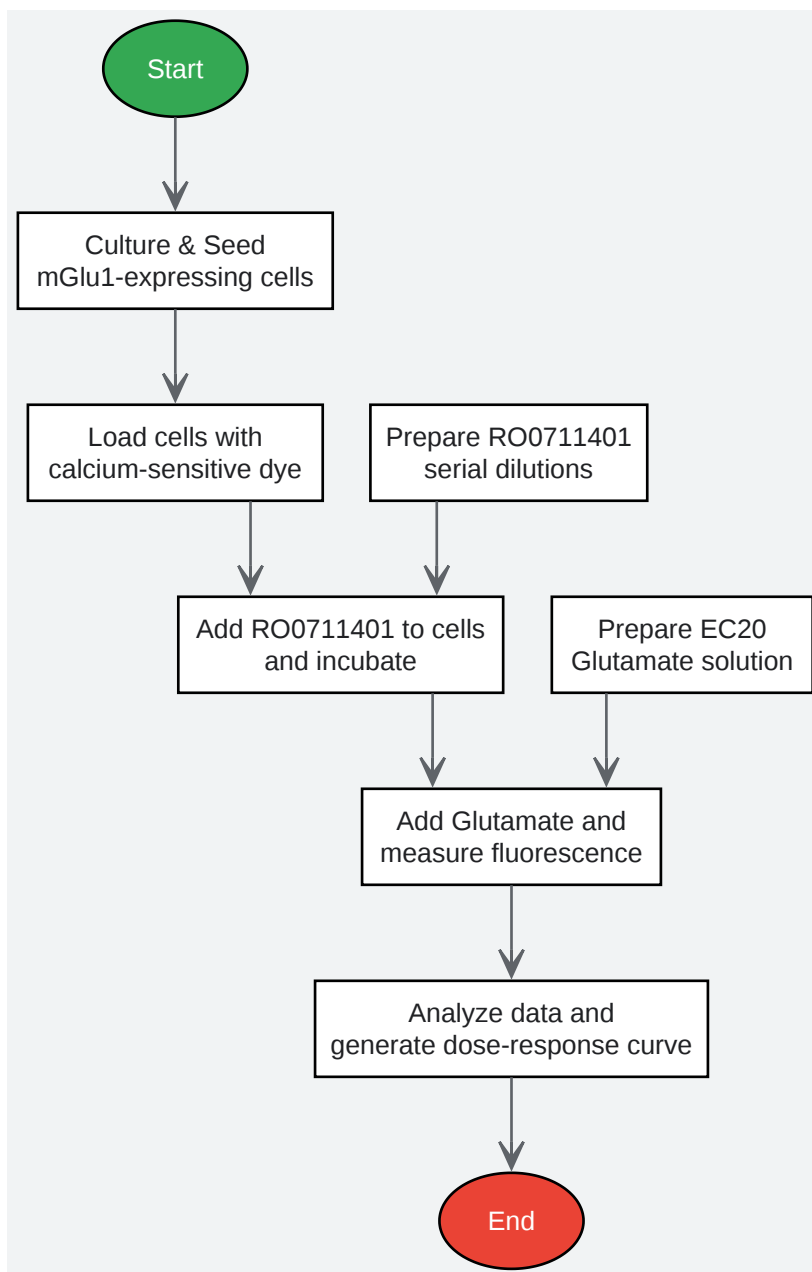 Start
Culture & Seed
mGlu1-expressing cells
Load cells with
calcium-sensitive dye
Prepare RO0711401
serial dilutions
Add RO0711401 to cells
and incubate
Prepare EC20
Glutamate solution
Add Glutamate and
measure fluorescence
Analyze data and
generate dose-response curve
End